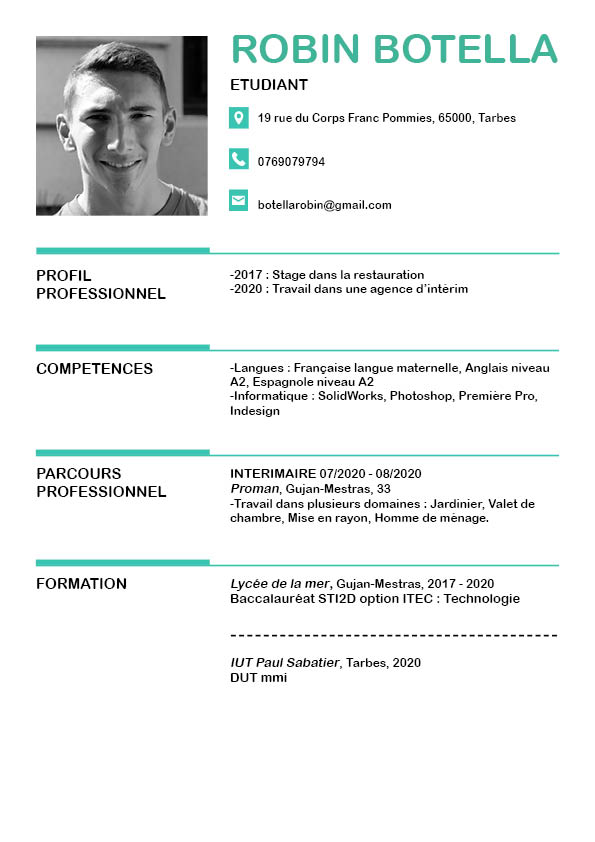 ROBIN BOTELLA
ETUDIANT
19 rue du Corps Franc Pommies, 65000, Tarbes
0769079794
botellarobin@gmail.com
PROFIL
PROFESSIONNEL
-2017 : Stage dans la restauration
-2020 : Travail dans une agence d'intérim
COMPETENCES
-Langues : Française langue maternelle, Anglais niveau
A2, Espagnole niveau A2
-Informatique : SolidWorks, Photoshop, Première Pro,
Indesign
PARCOURS
PROFESSIONNEL
INTERIMAIRE 07/2020 - 08/2020
Proman, Gujan-Mestras, 33
-Travail dans plusieurs domaines : Jardinier, Valet de
chambre, Mise en rayon, Homme de ménage.
FORMATION
Lycée de la mer, Gujan-Mestras, 2017 - 2020
Baccalauréat STI2D option ITEC : Technologie
IUT Paul Sabatier, Tarbes, 2020
DUT mmi